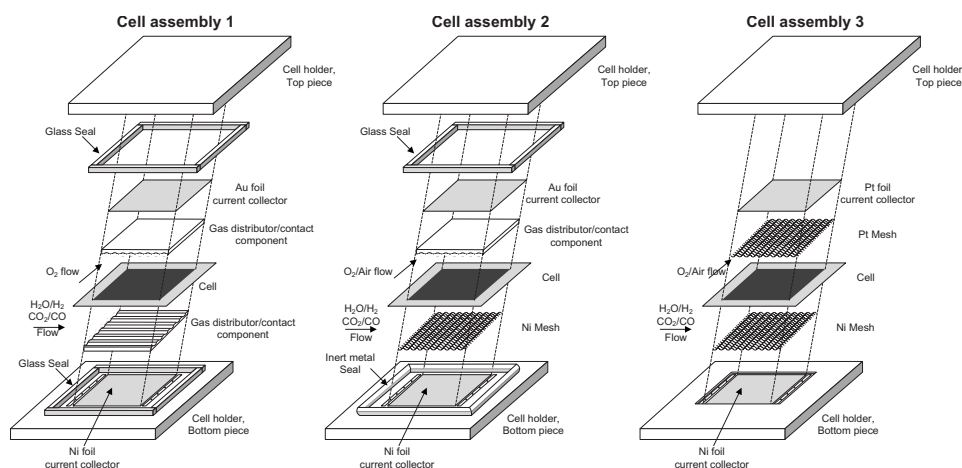 Cell assembly 1
Cell holder,
Top piece
Glass Seal
Au foil
current collector
Gas distributor/contact
component
O₂ flow
Cell
H₂O/H₂
CO₂/CO
Flow
Gas distributor/contact
component
Glass Seal
Cell holder,
Bottom piece
Ni foil
current collector
Cell assembly 2
Cell holder,
Top piece
Glass Seal
Au foil
current collector
Gas distributor/contact
component
O₂/Air flow
Cell
H₂O/H₂
CO₂/CO
Flow
Ni Mesh
Inert metal
Seal
Cell holder,
Bottom piece
Ni foil
current collector
Cell assembly 3
Cell holder
Top piece
Pt foil
current collector
Pt Mesh
O₂/Air flow
Cell
H₂O/H₂
CO₂/CO
Flow
Ni Mesh
Cell holder,
Bottom piece
Ni foil
current collector